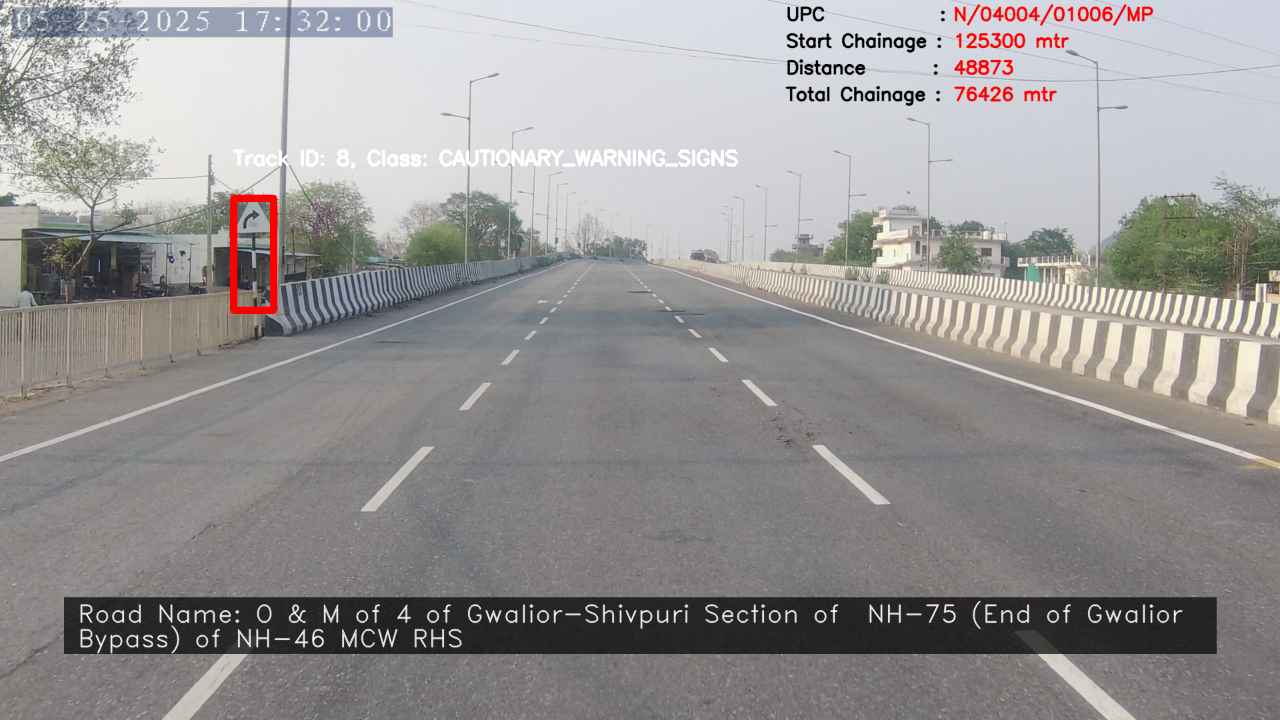 05-25-2025 17:32:00
UPC : N/04004/01006/MP
Start Chainage : 125300 mtr
Distance : 48873
Total Chainage : 76426 mtr
Track ID: 8, Class: CAUTIONARY_WARNING_SIGNS
Road Name: O & M of 4 of Gwalior-Shivpuri Section of NH-75 (End of Gwalior
Bypass) of NH-46 MCW RHS